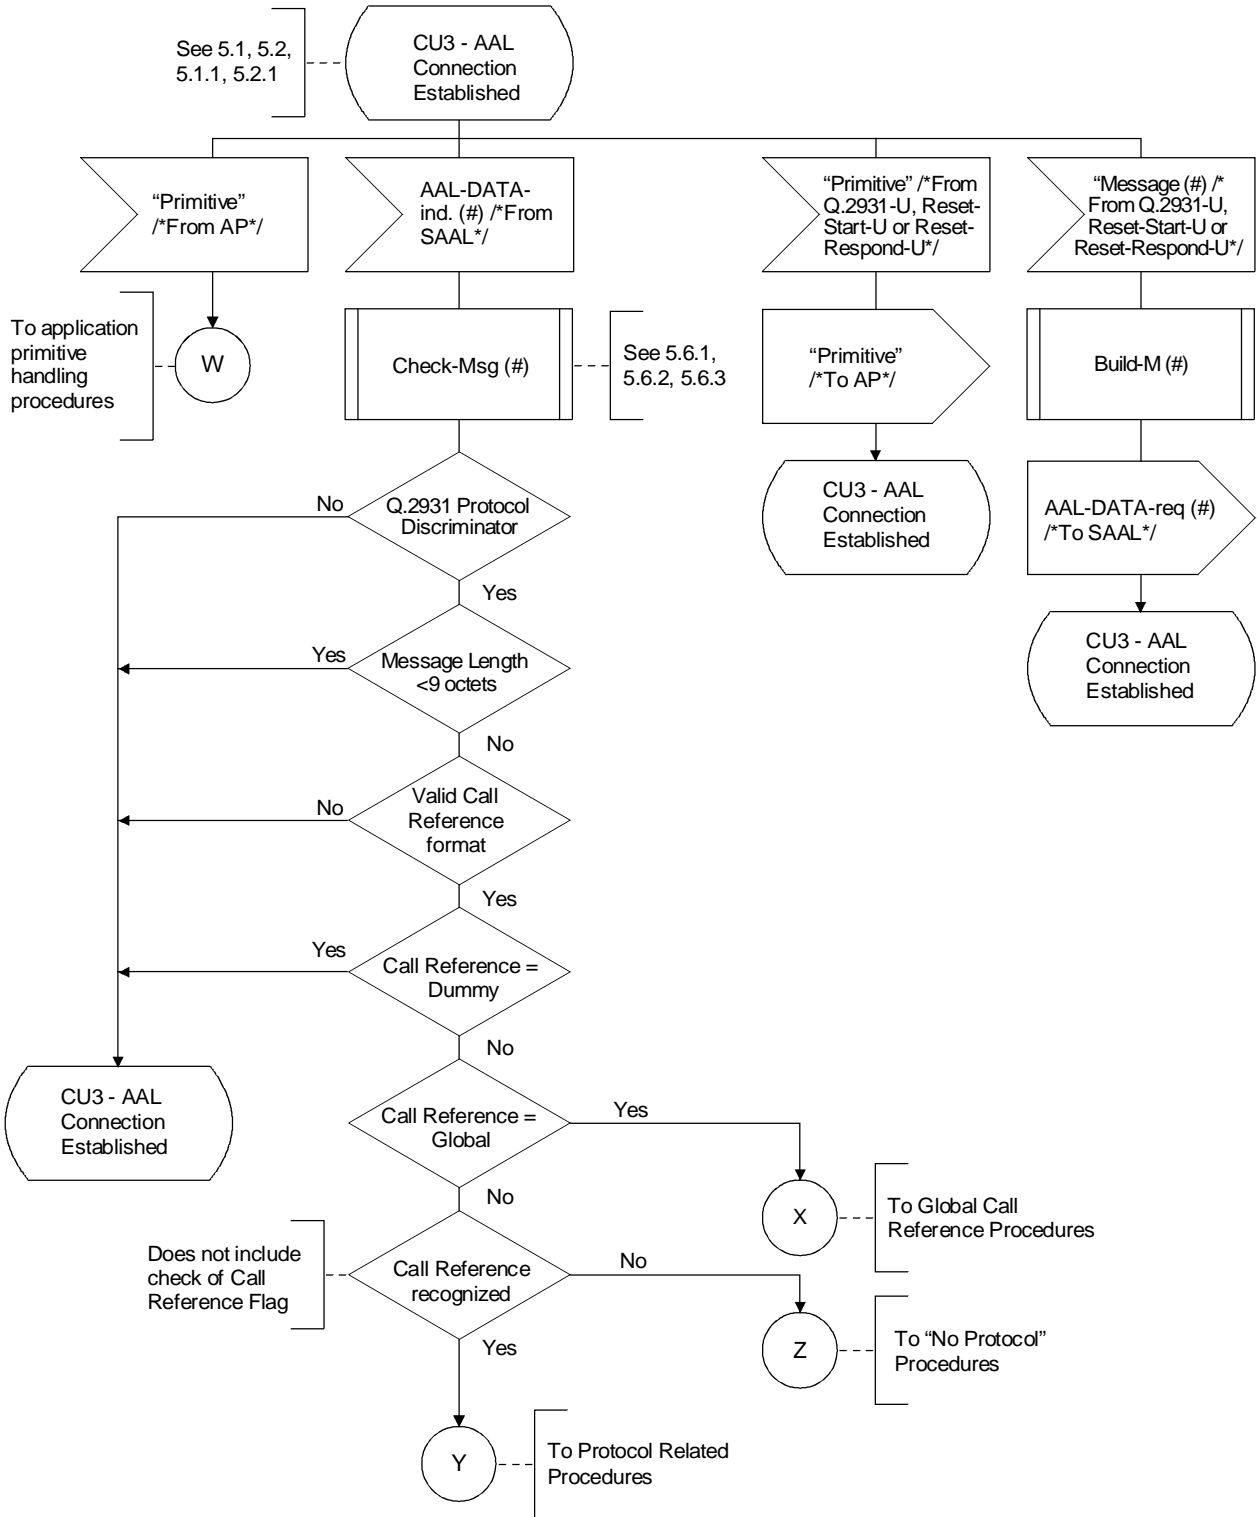 See 5.1, 5.2,
5.1.1, 5.2.1
CU3 - AAL
Connection
Established
“Primitive”
/*From AP*/
AAL-DATA-
ind. (#) /*From
SAAL*/
“Primitive” /*From
Q.2931-U, Reset-
Start-U or Reset-
Respond-U*/
“Message (#) /*
From Q.2931-U,
Reset-Start-U or
Reset-Respond-U*/
To application
primitive
handling
procedures
W
Check-Msg (#)
See 5.6.1,
5.6.2, 5.6.3
“Primitive”
/*To AP*/
Build-M (#)
No
Q.2931 Protocol
Discriminator
Yes
CU3 - AAL
Connection
Established
AAL-DATA-req (#)
/*To SAAL*/
Yes
Message Length
<9 octets
No
CU3 - AAL
Connection
Established
No
Valid Call
Reference
format
Yes
Yes
Call Reference =
Dummy
No
CU3 - AAL
Connection
Established
Call Reference =
Global
Yes
No
X
To Global Call
Reference Procedures
Does not include
check of Call
Reference Flag
Call Reference
recognized
No
Yes
Z
To “No Protocol”
Procedures
Y
To Protocol Related
Procedures